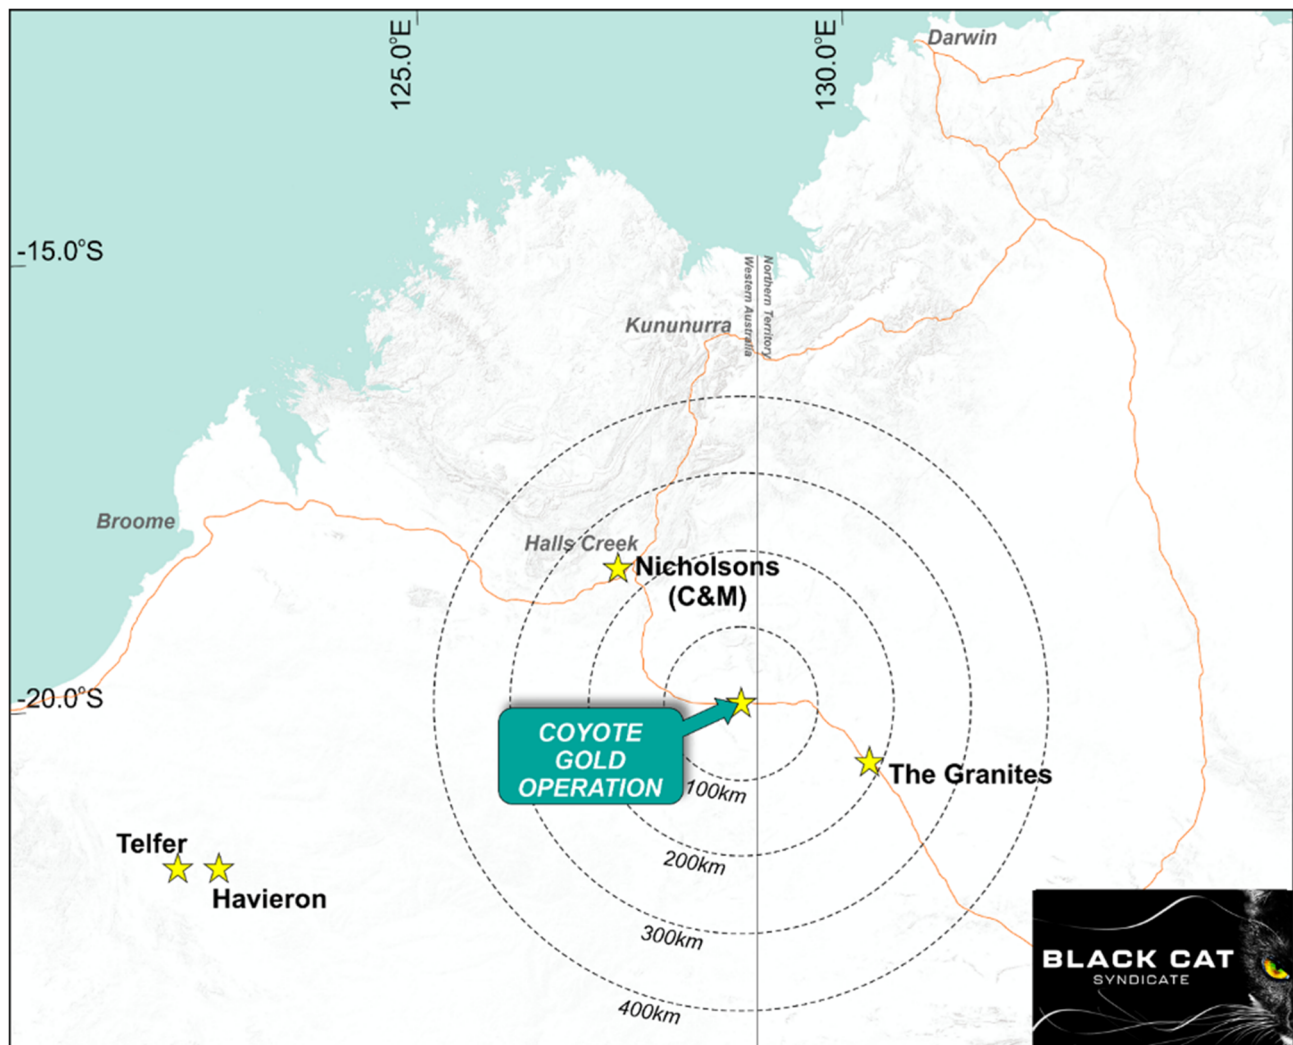 125.0°E
130.0°E
Darwin
-15.0°S
Western Australia
Northern Territory
Kununurra
Broome
Halls Creek
Nicholsons
(C&M)
-20.0°S
COYOTE
GOLD
OPERATION
The Granites
100km
200km
300km
400km
Telfer
Havieron
BLACK CAT
SYNDICATE